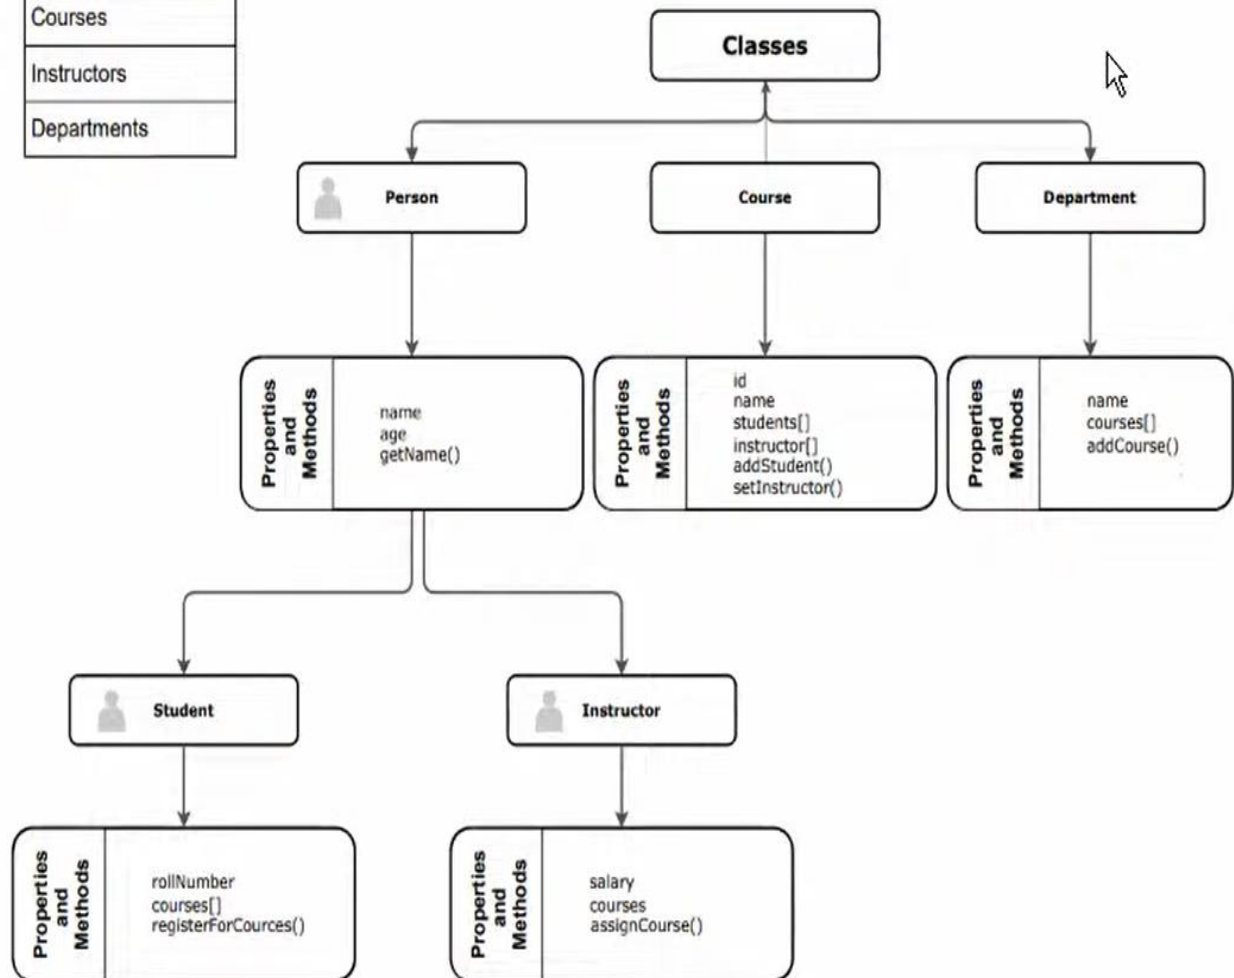 Courses
Instructors
Departments
Classes
Person
Course
Department
Properties
and
Methods
name
age
getName()
Properties
and
Methods
id
name
students[]
instructor[]
addStudent()
setInstructor()
Properties
and
Methods
name
courses[]
addCourse()
Student
Instructor
Properties
and
Methods
rollNumber
courses[]
registerForCources()
Properties
and
Methods
salary
courses
assignCourse()